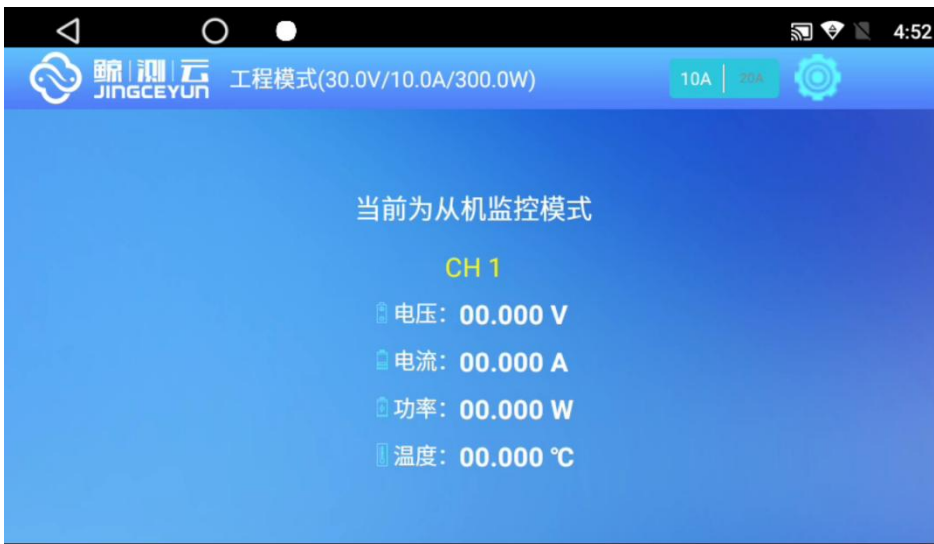 4:52
鲸测云
JINGCEYUN
工程模式(30.0V/10.0A/300.0W)
10A
20A
当前为从机监控模式
CH 1
电压：00.000 V
电流：00.000 A
功率：00.000 W
温度：00.000 ℃